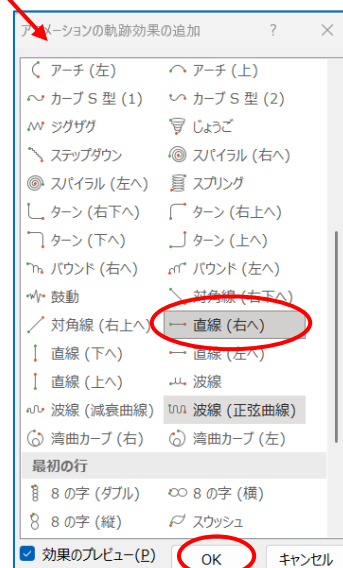 アニメーションの軌跡効果の追加 ? ×
アーチ (左) アーチ (上)
カーブ S 型 (1) カーブ S 型 (2)
ジグザグ じょうご
ステップダウン スパイラル (右へ)
スパイラル (左へ) スプリング
ターン (右下へ) ターン (右上へ)
ターン (下へ) ターン (上へ)
バウンド (右へ) バウンド (左へ)
鼓動 対角線 (右下へ)
対角線 (右上へ) 直線 (右へ)
直線 (下へ) 直線 (左へ)
直線 (上へ) 波線
波線 (減衰曲線) 波線 (正弦曲線)
湾曲カーブ (右) 湾曲カーブ (左)
最初の行
8 の字 (ダブル) 8 の字 (横)
8 の字 (縦) スウッシュ
効果のプレビュー(P) OK キャンセル